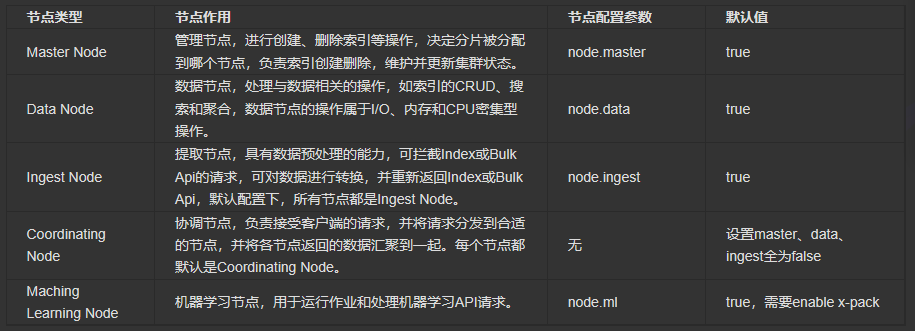 节点类型 节点作用 节点配置参数 默认值
Master Node 管理节点，进行创建、删除索引等操作，决定分片被分配 node.master true
到哪个节点，负责索引创建删除，维护并更新集群状态。
数据节点，处理与数据相关的操作，如索引的CRUD、搜
Data Node 索和聚合，数据节点的操作属于I/O、内存和CPU密集型 node.data true
操作。
提取节点，具有数据预处理的能力，可拦截Index或Bulk
Ingest Node Api的请求，可对数据进行转换，并重新返回Index或Bulk node.ingest true
Api，默认配置下，所有节点都是Ingest Node。
Coordinating 协调节点，负责接受客户端的请求，并将请求分发到合适 设置master、data、
Node 的节点，并将各节点返回的数据汇聚到一起。每个节点都 无 ingest全为false
默认是Coordinating Node。
Maching 机器学习节点，用于运行作业和处理机器学习API请求。 node.ml true，需要enable x-pack
Learning Node